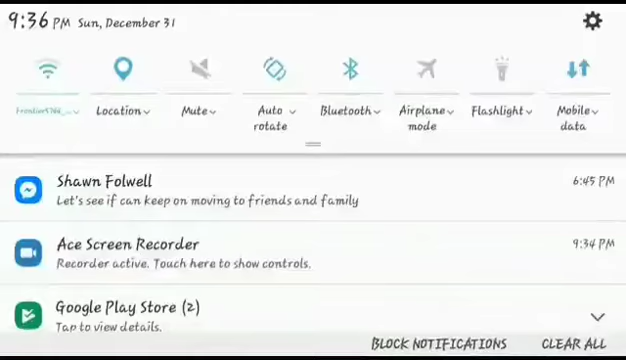 9:36 PM Sun, December 31
Location Mute Auto rotate Bluetooth Airplane mode Flashlight Mobile data
Shawn Folwell 6:45 PM
Let's see if can keep on moving to friends and family
Ace Screen Recorder 9:34 PM
Recorder active. Touch here to show controls.
Google Play Store (2)
Tap to view details.
BLOCK NOTIFICATIONS CLEAR ALL